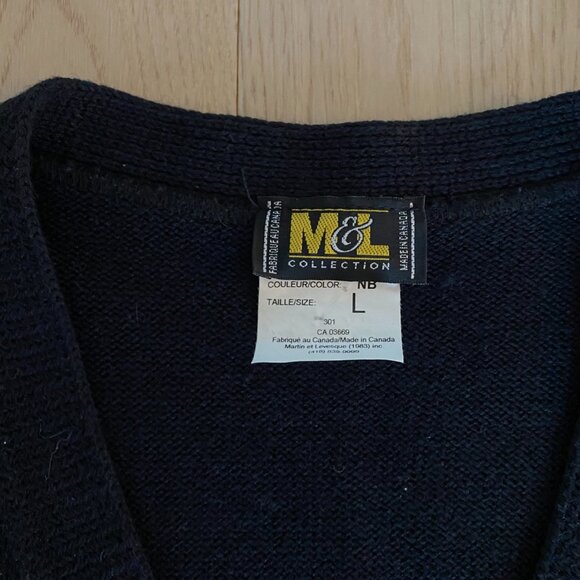 FABRIQUE AU CANADA
M&L
COLLECTION
MADE IN CANADA
COULEUR/COLOR: NB
TAILLE/SIZE: L
301
CA 03669
Fabriqué au Canada/Made in Canada
Martin et Levesque (1983) inc